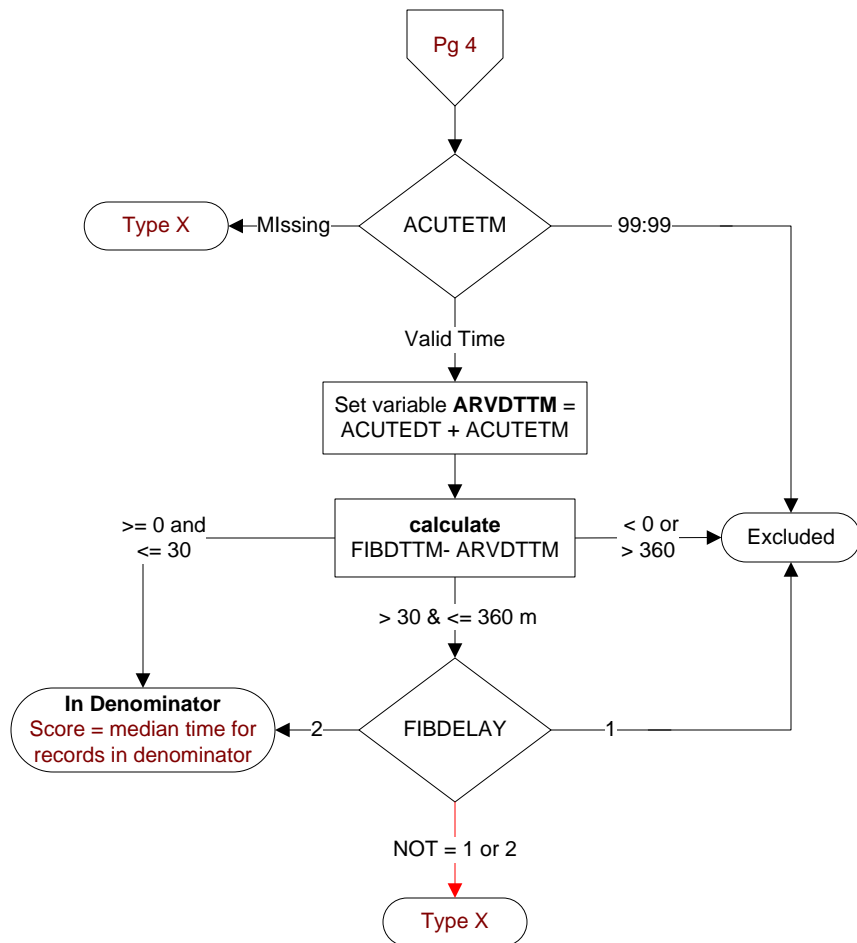 Pg 4
ACUTETM
Type X
MIssing
99:99
Valid Time
Set variable ARVDTTM =
ACUTEDT + ACUTETM
>= 0 and
<= 30
calculate
FIBDTTM- ARVDTTM
< 0 or
> 360
Excluded
> 30 & <= 360 m
In Denominator
Score = median time for
records in denominator
2
FIBDELAY
1
NOT = 1 or 2
Type X